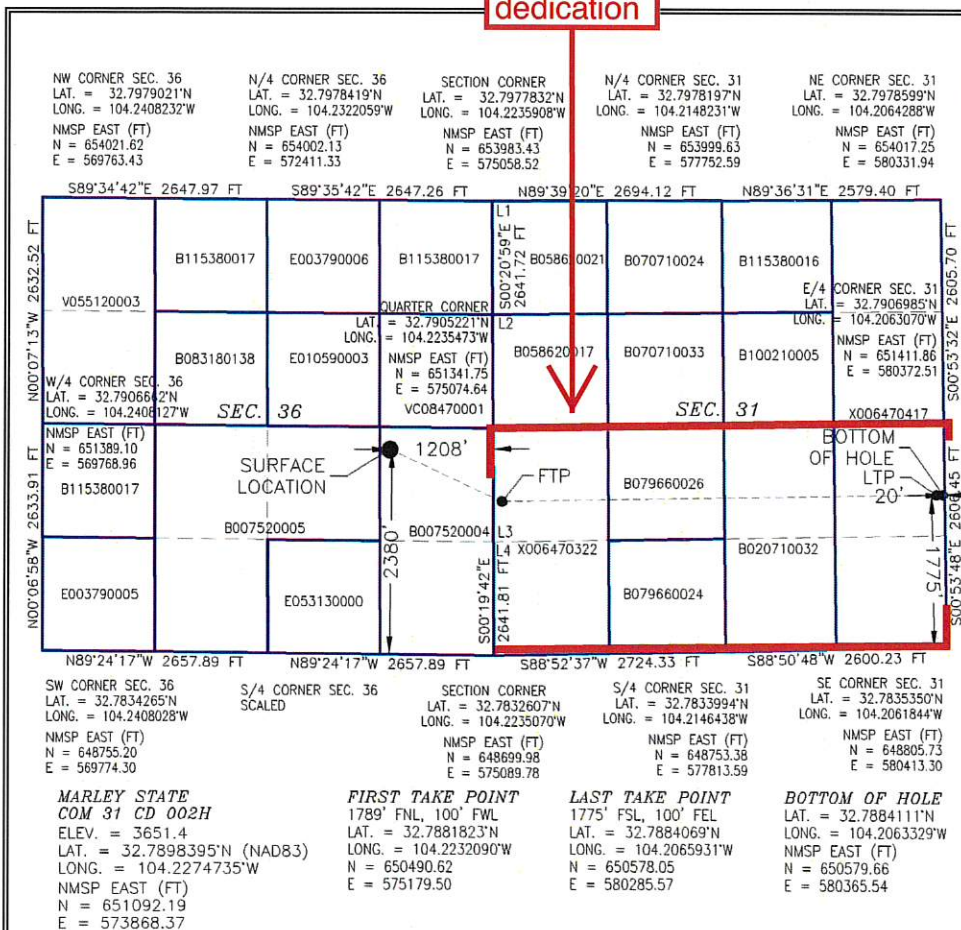 dedication
NW CORNER SEC. 36
LAT. = 32.7979021°N
LONG. = 104.2408232°W
NMSP EAST (FT)
N = 654021.62
E = 569763.43
N/4 CORNER SEC. 36
LAT. = 32.7978419°N
LONG. = 104.2322059°W
NMSP EAST (FT)
N = 654002.13
E = 572411.33
SECTION CORNER
LAT. = 32.7977832°N
LONG. = 104.2235908°W
NMSP EAST (FT)
N = 653983.43
E = 575058.52
N/4 CORNER SEC. 31
LAT. = 32.7978197°N
LONG. = 104.2148231°W
NMSP EAST (FT)
N = 653999.63
E = 577752.59
NE CORNER SEC. 31
LAT. = 32.7978599°N
LONG. = 104.2064288°W
NMSP EAST (FT)
N = 654017.25
E = 580331.94
S89°34'42"E 2647.97 FT
S89°35'42"E 2647.26 FT
N89°39'20"E 2694.12 FT
N89°36'31"E 2579.40 FT
N00°07'13"W 2632.52 FT
V055120003
B115380017
E003790006
B115380017
L1
S00°20'59"E
2641.72 FT
B058620021
B070710024
B115380016
S00°53'32"E 2605.70 FT
E/4 CORNER SEC. 31
LAT. = 32.7906985°N
LONG. = 104.2063070°W
NMSP EAST (FT)
N = 651411.86
E = 580372.51
QUARTER CORNER
LAT. = 32.7905221°N
LONG. = 104.2235473°W
NMSP EAST (FT)
N = 651341.75
E = 575074.64
L2
B083180138
E010590003
VC08470001
B058620017
B070710033
B100210005
X006470417
W/4 CORNER SEC. 36
LAT. = 32.7906662°N
LONG. = 104.2408127°W
NMSP EAST (FT)
N = 651389.10
E = 569768.96
SEC. 36
SEC. 31
N00°06'58"W 2633.91 FT
B115380017
SURFACE
LOCATION
1208'
FTP
B079660026
BOTTOM
OF HOLE
LTP
20'
S00°53'48"E 2606.45 FT
B007520005
B007520004
L3
L4
X006470322
B020710032
2380'
1775'
E003790005
E053130000
S00°19'42"E
2641.81 FT
B079660024
N89°24'17"W 2657.89 FT
N89°24'17"W 2657.89 FT
S88°52'37"W 2724.33 FT
S88°50'48"W 2600.23 FT
SW CORNER SEC. 36
LAT. = 32.7834265°N
LONG. = 104.2408028°W
NMSP EAST (FT)
N = 648755.20
E = 569774.30
S/4 CORNER SEC. 36
SCALED
SECTION CORNER
LAT. = 32.7832607°N
LONG. = 104.2235070°W
NMSP EAST (FT)
N = 648699.98
E = 575089.78
S/4 CORNER SEC. 31
LAT. = 32.7833994°N
LONG. = 104.2146438°W
NMSP EAST (FT)
N = 648753.38
E = 577813.59
SE CORNER SEC. 31
LAT. = 32.7835350°N
LONG. = 104.2061844°W
NMSP EAST (FT)
N = 648805.73
E = 580413.30
MARLEY STATE
COM 31 CD 002H
ELEV. = 3651.4
LAT. = 32.7898395°N (NAD83)
LONG. = 104.2274735°W
NMSP EAST (FT)
N = 651092.19
E = 573868.37
FIRST TAKE POINT
1789' FNL, 100' FWL
LAT. = 32.7881823°N
LONG. = 104.2232090°W
N = 650490.62
E = 575179.50
LAST TAKE POINT
1775' FSL, 100' FEL
LAT. = 32.7884069°N
LONG. = 104.2065931°W
N = 650578.05
E = 580285.57
BOTTOM OF HOLE
LAT. = 32.7884111°N
LONG. = 104.2063329°W
NMSP EAST (FT)
N = 650579.66
E = 580365.54